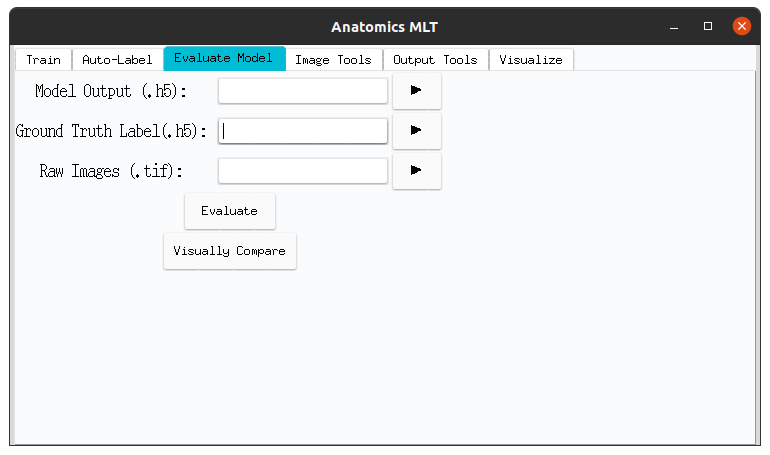 Anatomics MLT
Train Auto-Label Evaluate Model Image Tools Output Tools Visualize
Model Output (.h5):
Ground Truth Label(.h5):
Raw Images (.tif):
Evaluate
Visually Compare